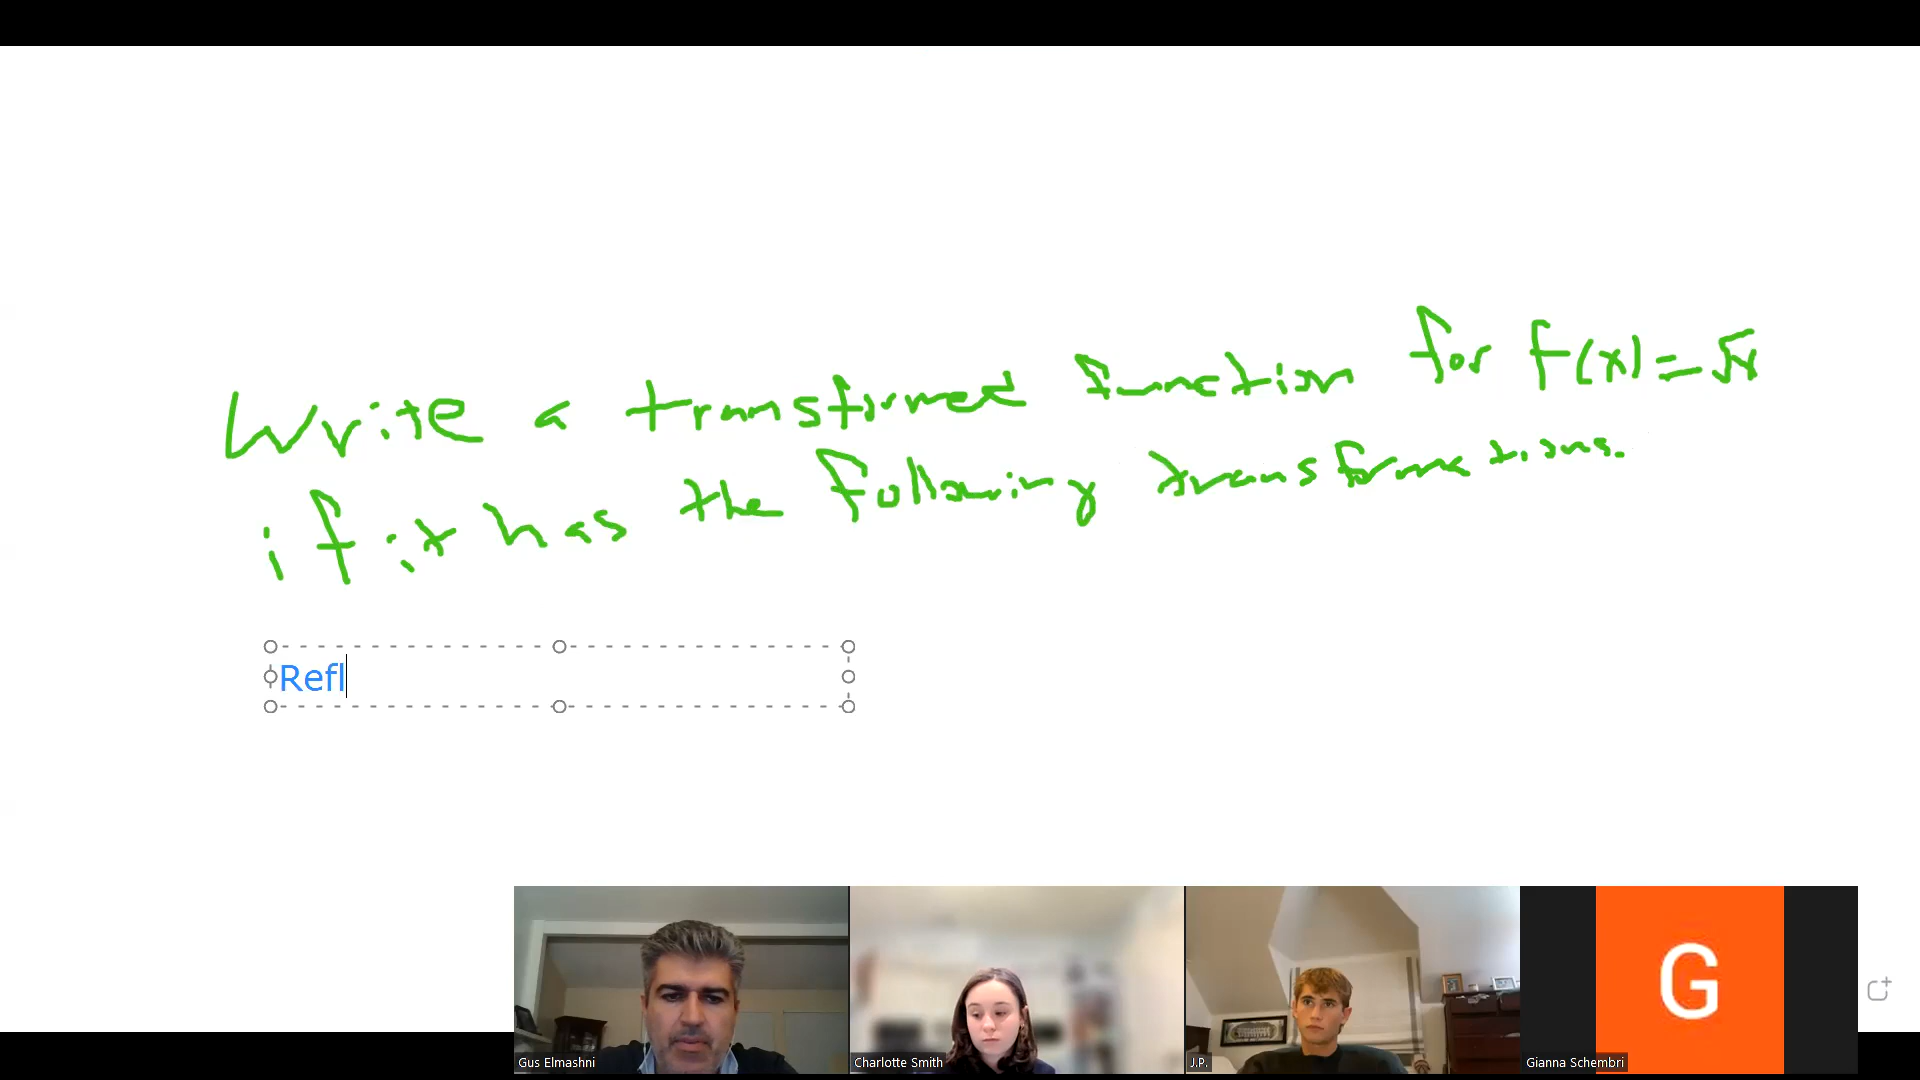 Write a transformed function for f(x)=√x
if it has the following transformations.
Refl
G
Gus Elmashni
Charlotte Smith
J.P.
Gianna Schembri